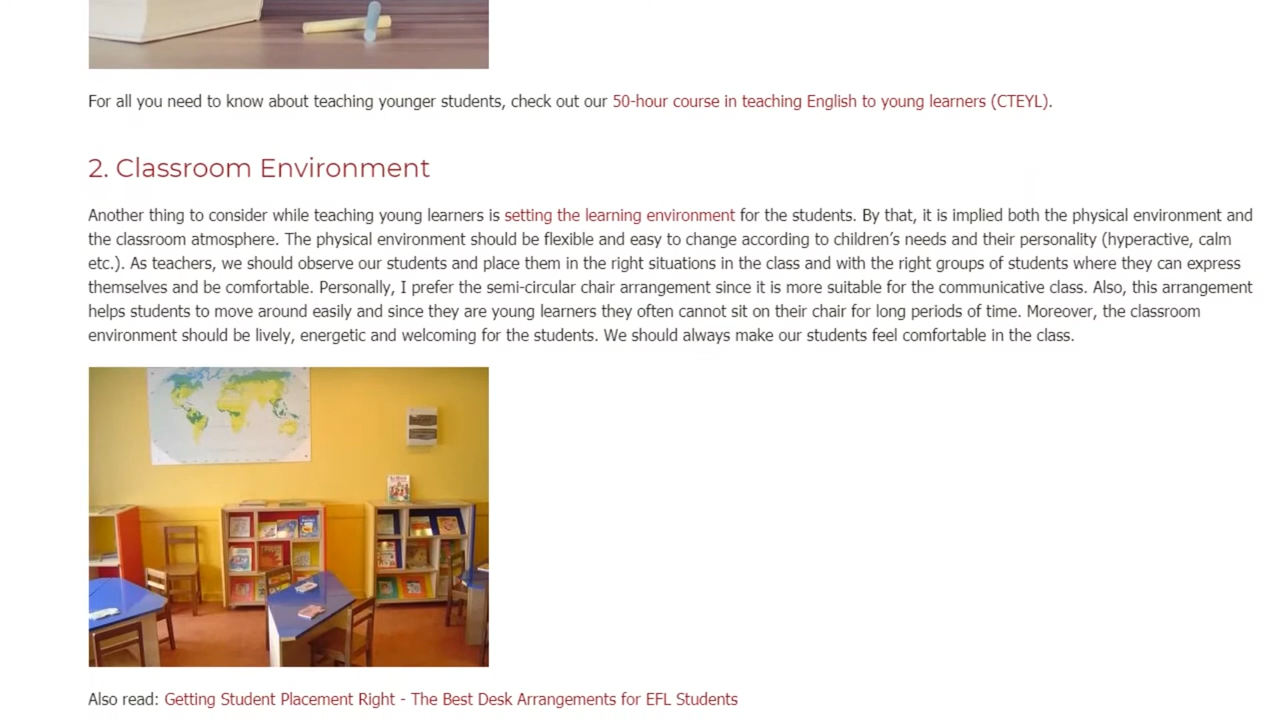 For all you need to know about teaching younger students, check out our 50-hour course in teaching English to young learners (CTEYL).
2. Classroom Environment
Another thing to consider while teaching young learners is setting the learning environment for the students. By that, it is implied both the physical environment and
the classroom atmosphere. The physical environment should be flexible and easy to change according to children’s needs and their personality (hyperactive, calm
etc.). As teachers, we should observe our students and place them in the right situations in the class and with the right groups of students where they can express
themselves and be comfortable. Personally, I prefer the semi-circular chair arrangement since it is more suitable for the communicative class. Also, this arrangement
helps students to move around easily and since they are young learners they often cannot sit on their chair for long periods of time. Moreover, the classroom
environment should be lively, energetic and welcoming for the students. We should always make our students feel comfortable in the class.
Also read: Getting Student Placement Right - The Best Desk Arrangements for EFL Students